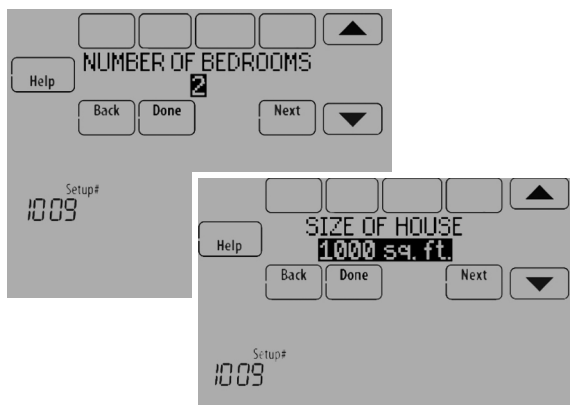 NUMBER OF BEDROOMS
Help
2
Back Done Next
Setup#
1009
SIZE OF HOUSE
Help
1000 sq. ft.
Back Done Next
Setup#
1009